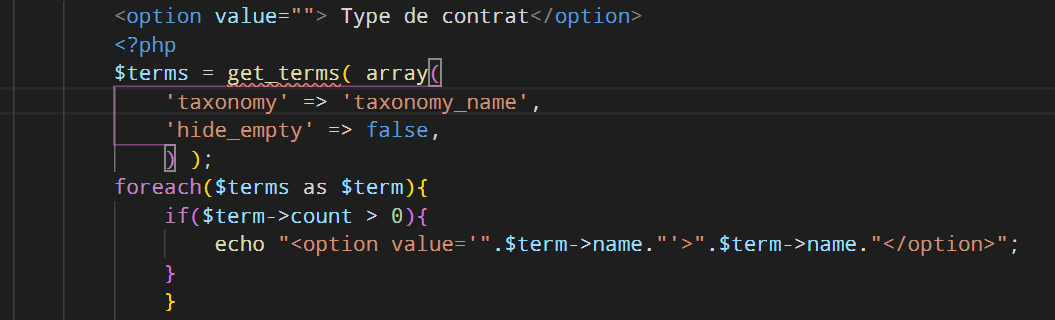 <option value=""> Type de contrat</option>
<?php
$terms = get_terms( array(
'taxonomy' => 'taxonomy_name',
'hide_empty' => false,
) );
foreach($terms as $term){
if($term->count > 0){
echo "<option value='".$term->name."'>".$term->name."</option>";
}
}